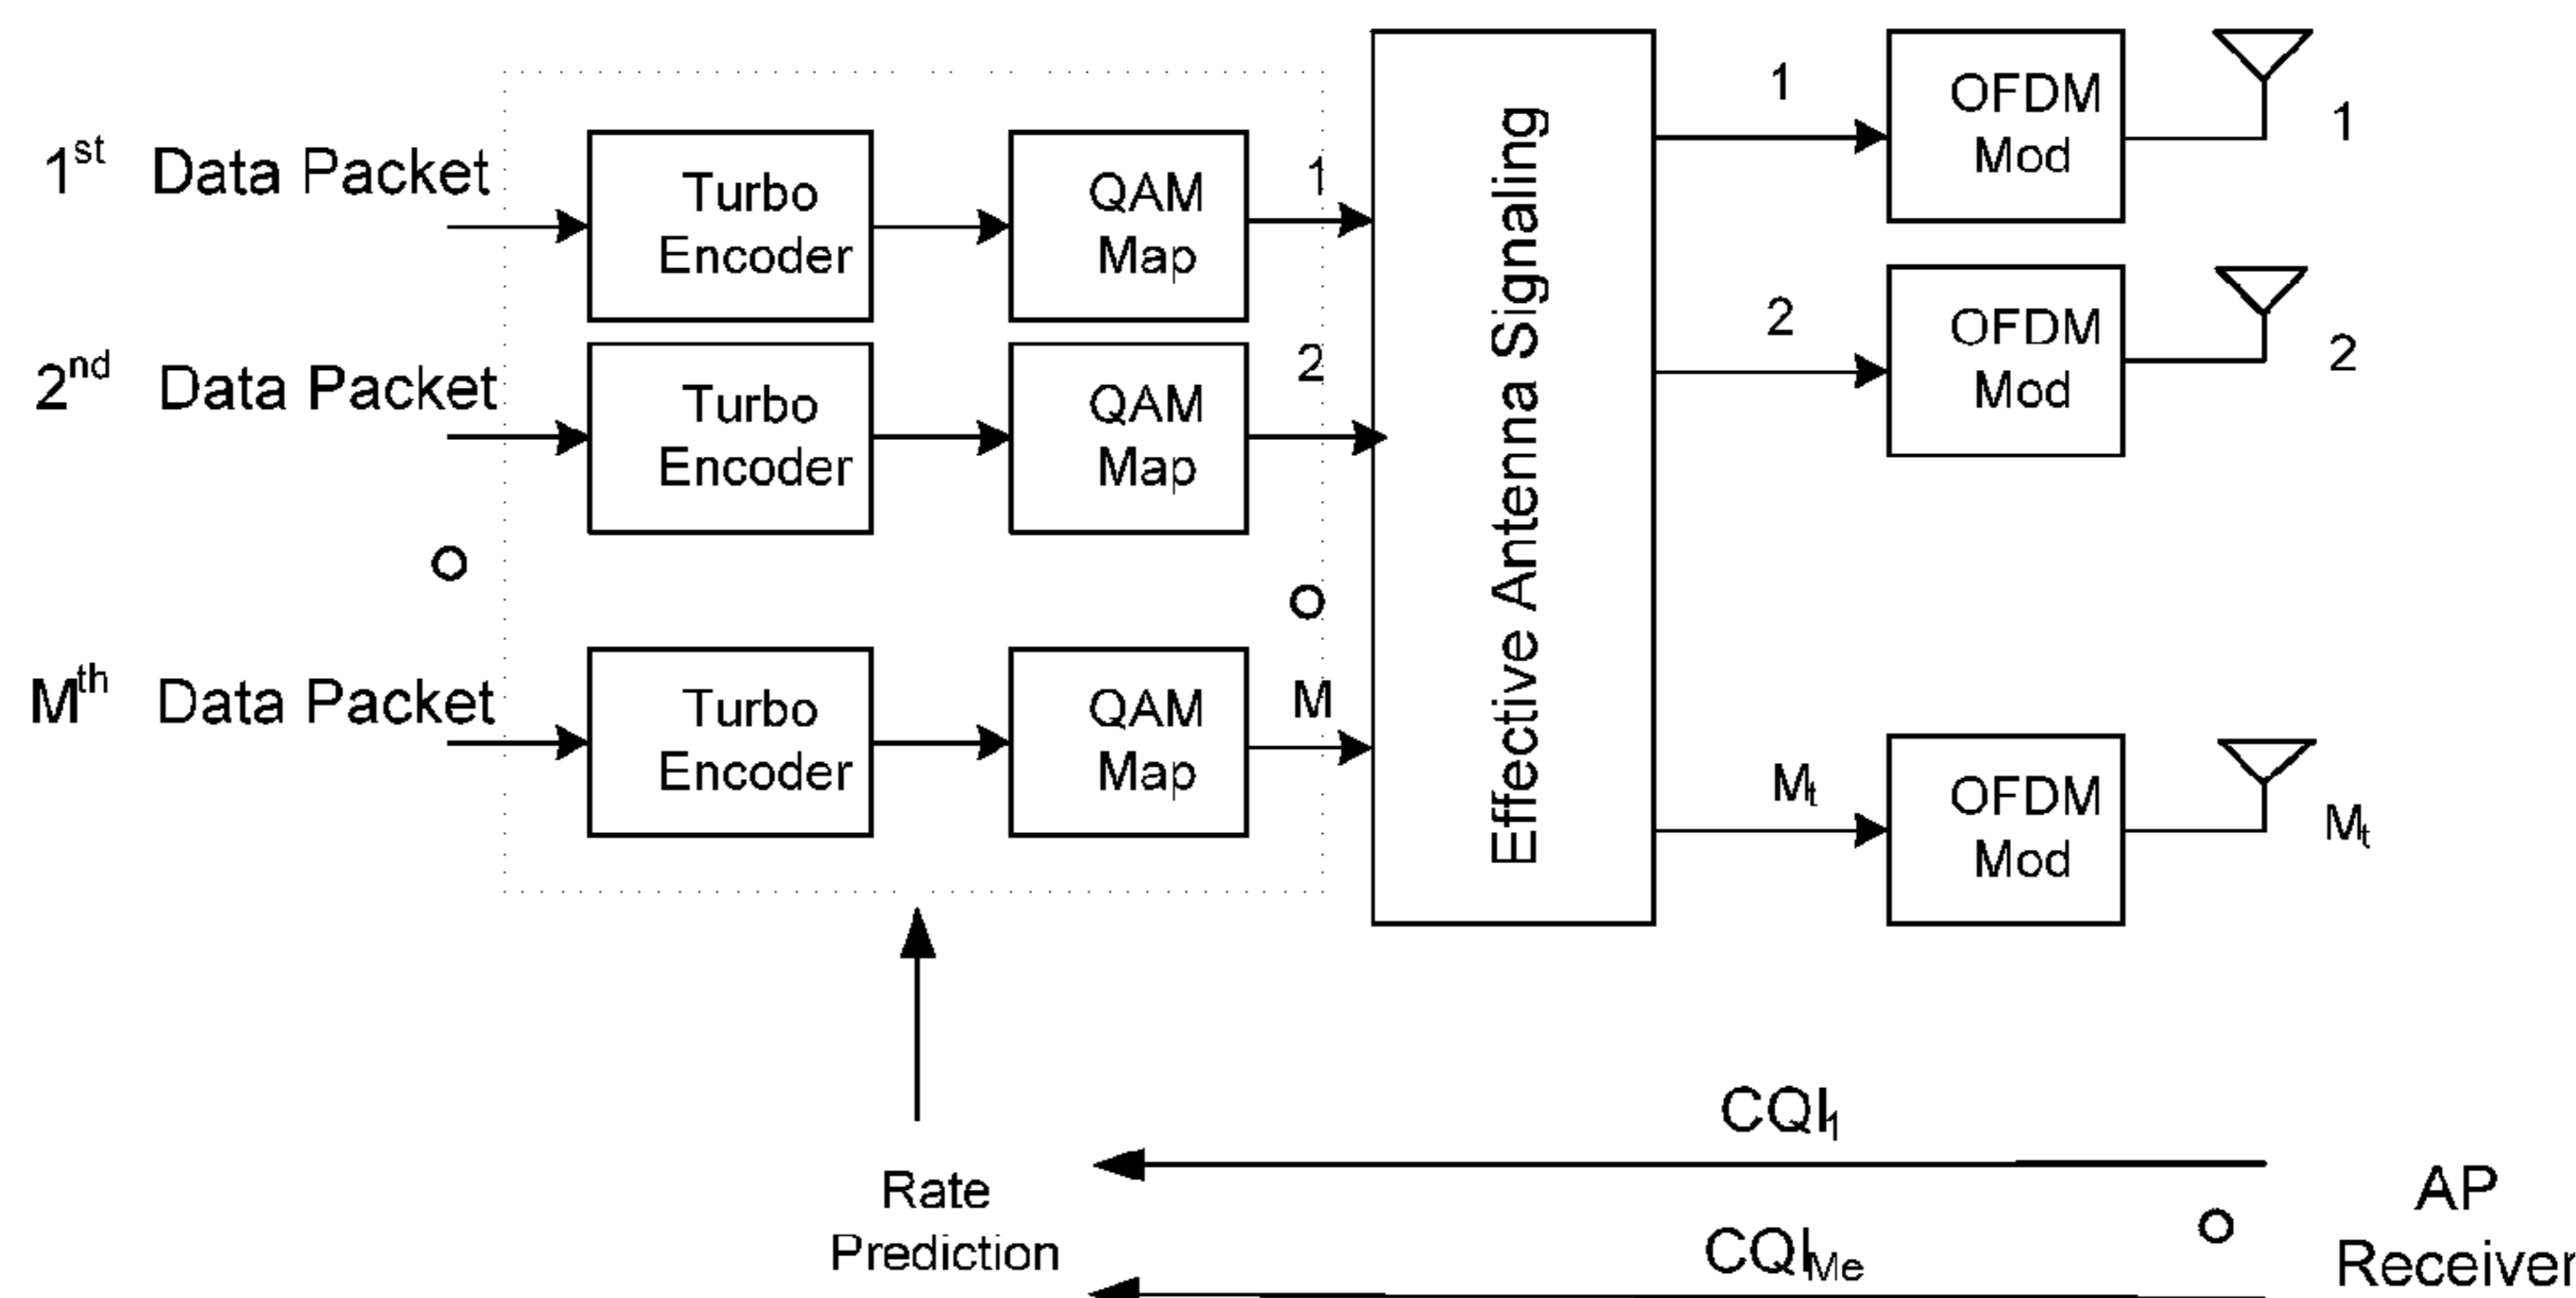 1st Data Packet
Turbo
Encoder
QAM
Map
1
2nd Data Packet
Turbo
Encoder
QAM
Map
2
Mth Data Packet
Turbo
Encoder
QAM
Map
M
Effective Antenna Signaling
1
OFDM
Mod
1
2
OFDM
Mod
2
Mt
OFDM
Mod
Mt
Rate
Prediction
CQI1
CQIMe
AP
Receiver